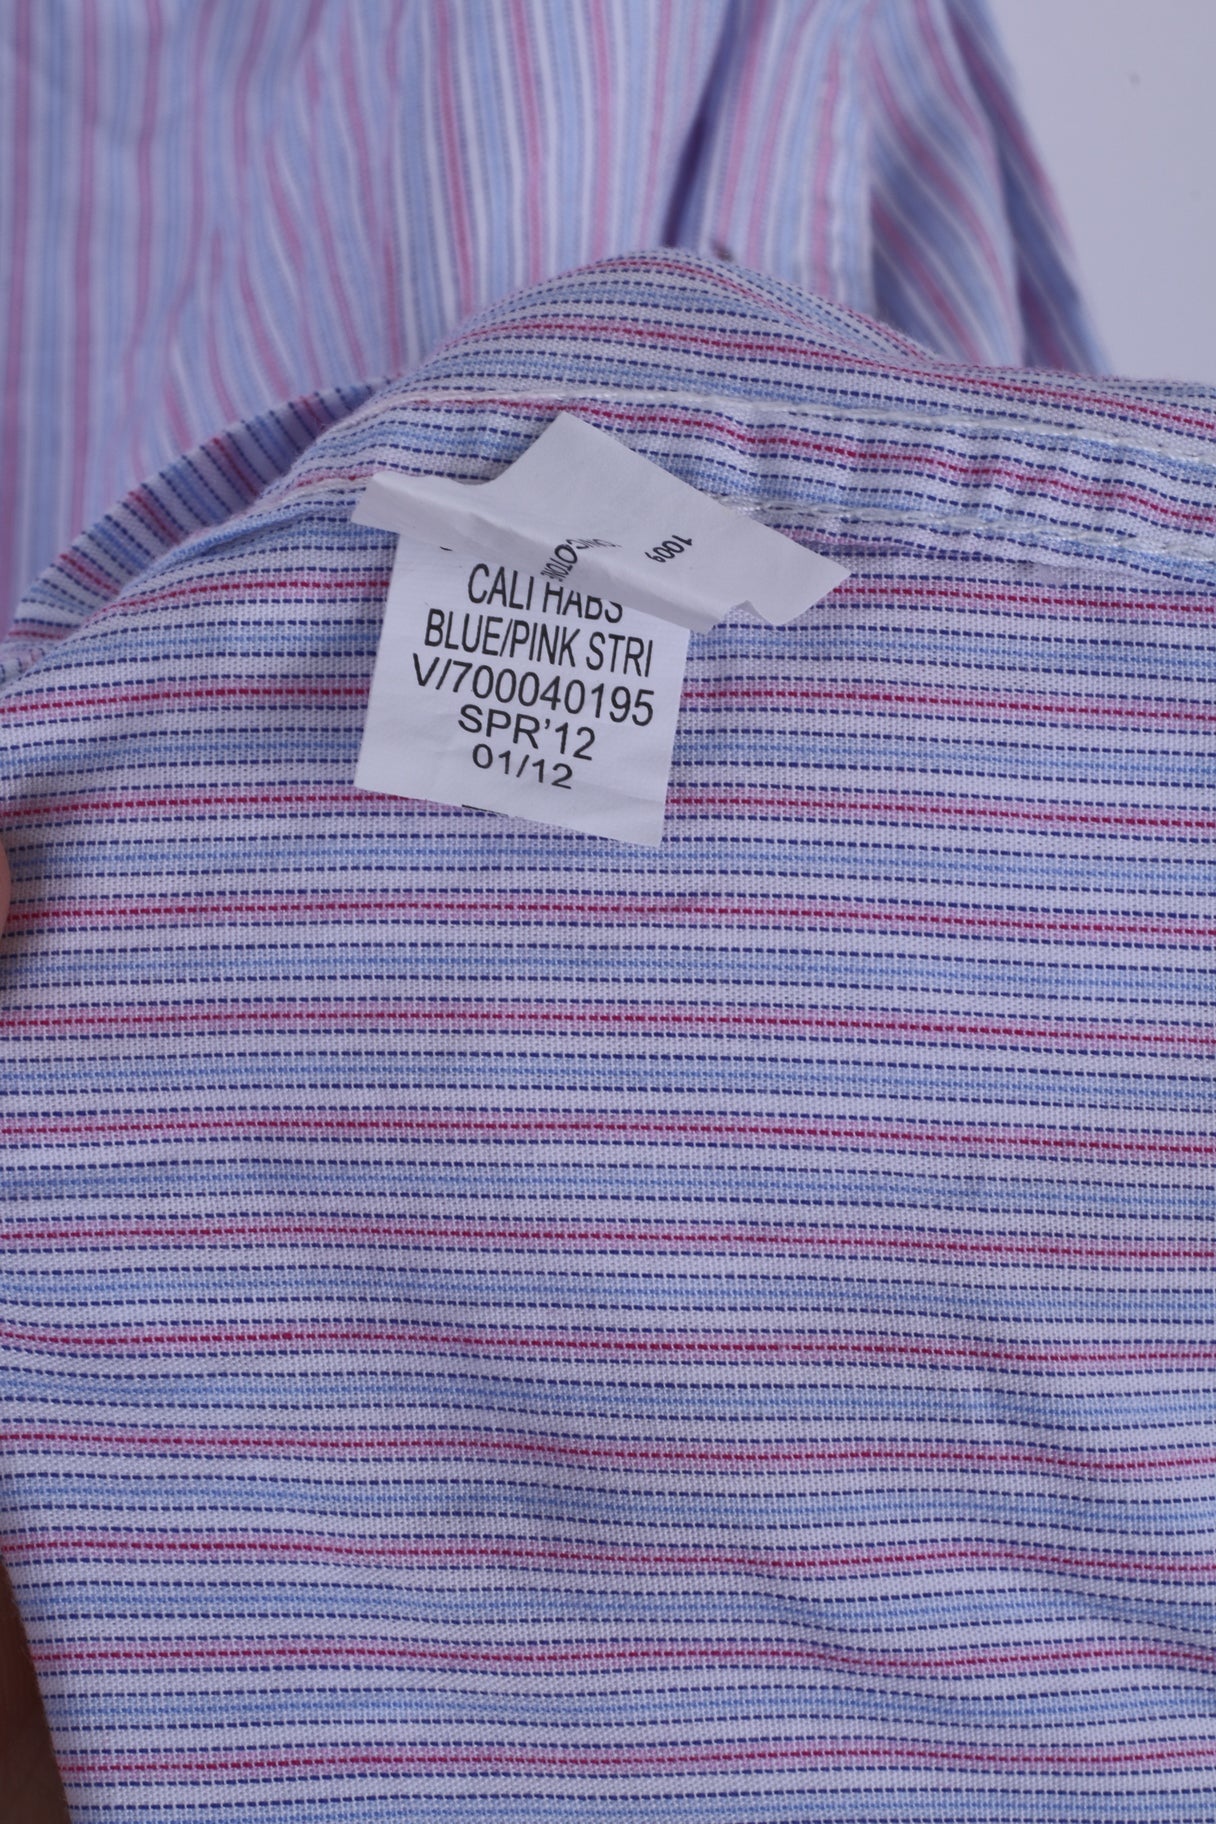 CALI HABS
BLUE/PINK STRI
V/700040195
SPR'12
01/12